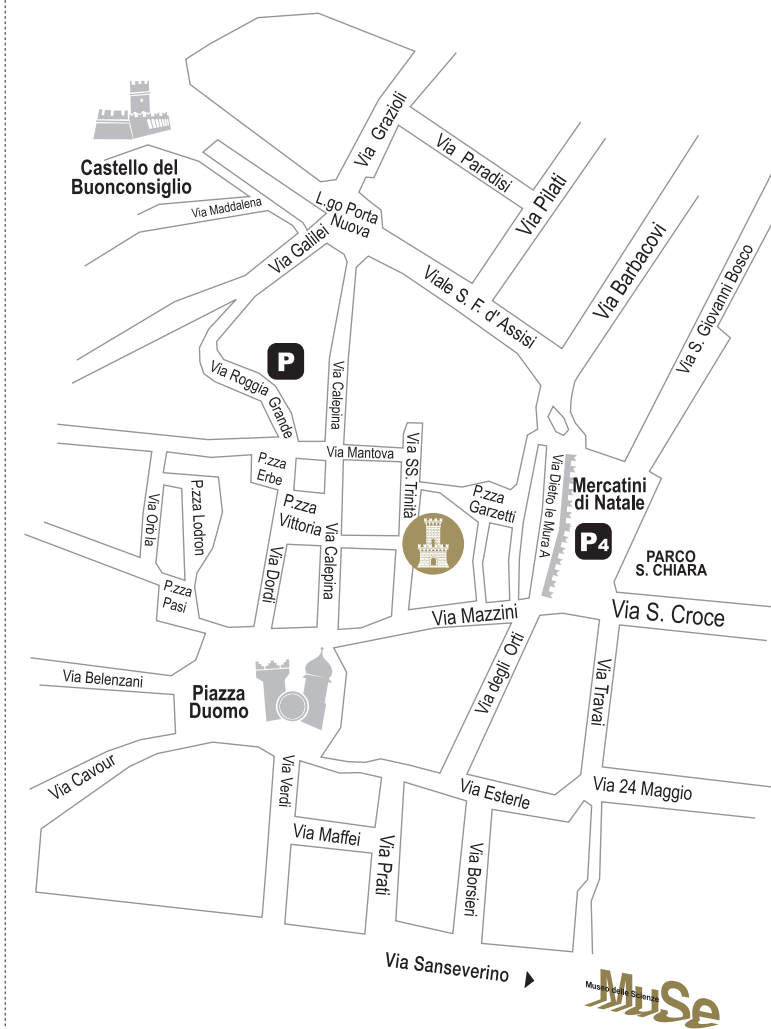 Via Grazioli
Via Paradisi
Castello del
Buonconsiglio
Via Pilati
L.go Porta
Nuova
Via Maddalena
Via Galilei
Viale S. F. d' Assisi
Via Barbacovi
Via S. Giovanni Bosco
P
Via Roggia Grande
Via Calepina
Via Mantova
Via SS. Trinità
P.zza
Erbe
P.zza
Vittoria
P.zza Lodron
Via Orio la
P.zza
Garzetti
Via Dietro le Mura A
Mercatini
di Natale
P4
PARCO
S. CHIARA
Via Calepina
Via Dordi
P.zza
Pasi
Via Mazzini
Via S. Croce
Via Belenzani
Piazza
Duomo
Via degli Orti
Via Travai
Via Cavour
Via Verdi
Via Esterle
Via 24 Maggio
Via Maffei
Via Prati
Via Borsieri
Via Sanseverino
Museo delle Scienze
MuSe